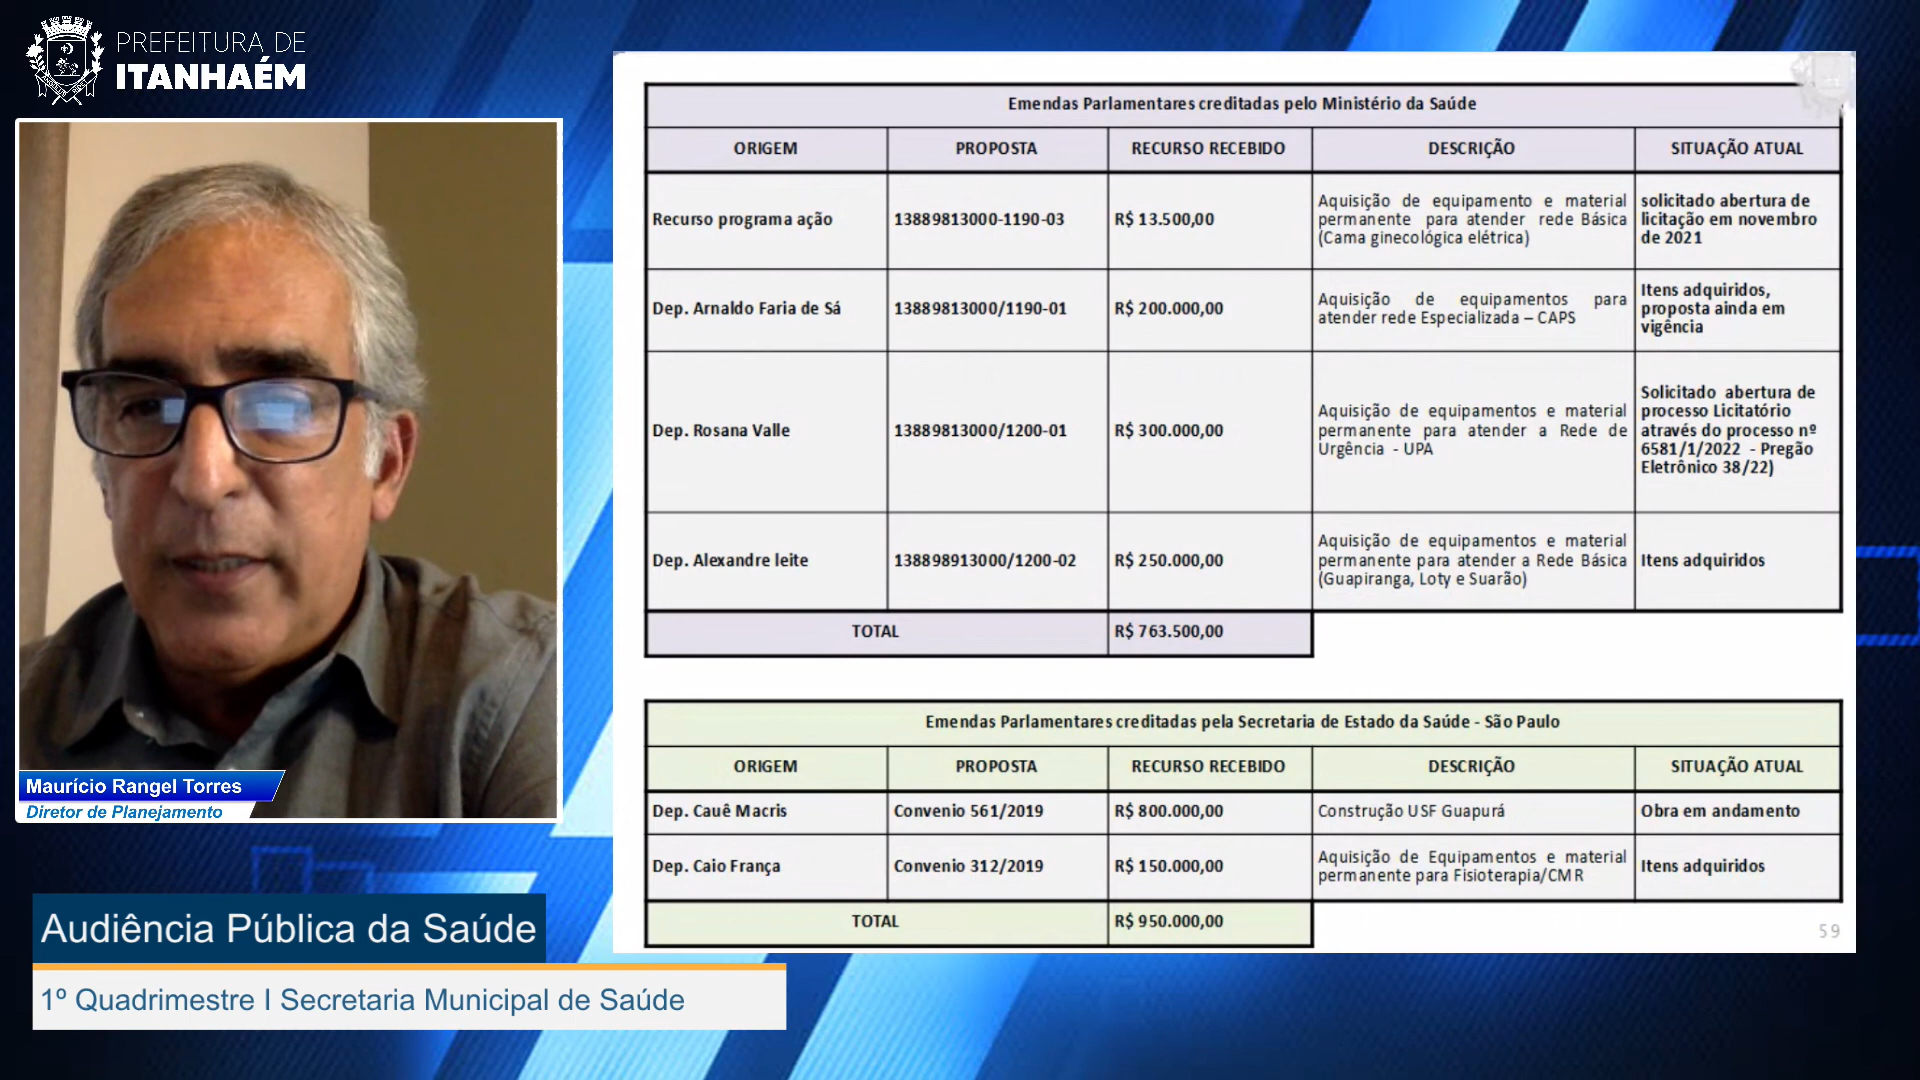 PREFEITURA DE
ITANHAÉM
Emendas Parlamentares creditadas pelo Ministério da Saúde
ORIGEM PROPOSTA RECURSO RECEBIDO DESCRIÇÃO SITUAÇÃO ATUAL
Recurso programa ação
13889813000-1190-03
R$ 13.500,00
Aquisição de equipamento e material
permanente para atender rede Básica
(Cama ginecológica elétrica)
solicitado abertura de
licitação em novembro
de 2021
Dep. Arnaldo Faria de Sá
13889813000/1190-01
R$ 200.000,00
Aquisição de equipamentos para
atender rede Especializada – CAPS
Itens adquiridos,
proposta ainda em
vigência
Dep. Rosana Valle
13889813000/1200-01
R$ 300.000,00
Aquisição de equipamentos e material
permanente para atender a Rede de
Urgência - UPA
Solicitado abertura de
processo Licitatório
através do processo nº
6581/1/2022 - Pregão
Eletrônico 38/22)
Dep. Alexandre leite
138898913000/1200-02
R$ 250.000,00
Aquisição de equipamentos e material
permanente para atender a Rede Básica
(Guapiranga, Loty e Suarão)
Itens adquiridos
TOTAL R$ 763.500,00
Emendas Parlamentares creditadas pela Secretaria de Estado da Saúde - São Paulo
ORIGEM PROPOSTA RECURSO RECEBIDO DESCRIÇÃO SITUAÇÃO ATUAL
Dep. Cauê Macris Convenio 561/2019 R$ 800.000,00 Construção USF Guapurá Obra em andamento
Dep. Caio França
Convenio 312/2019
R$ 150.000,00
Aquisição de Equipamentos e material
permanente para Fisioterapia/CMR
Itens adquiridos
TOTAL R$ 950.000,00
59
Maurício Rangel Torres
Diretor de Planejamento
Audiência Pública da Saúde
1º Quadrimestre I Secretaria Municipal de Saúde